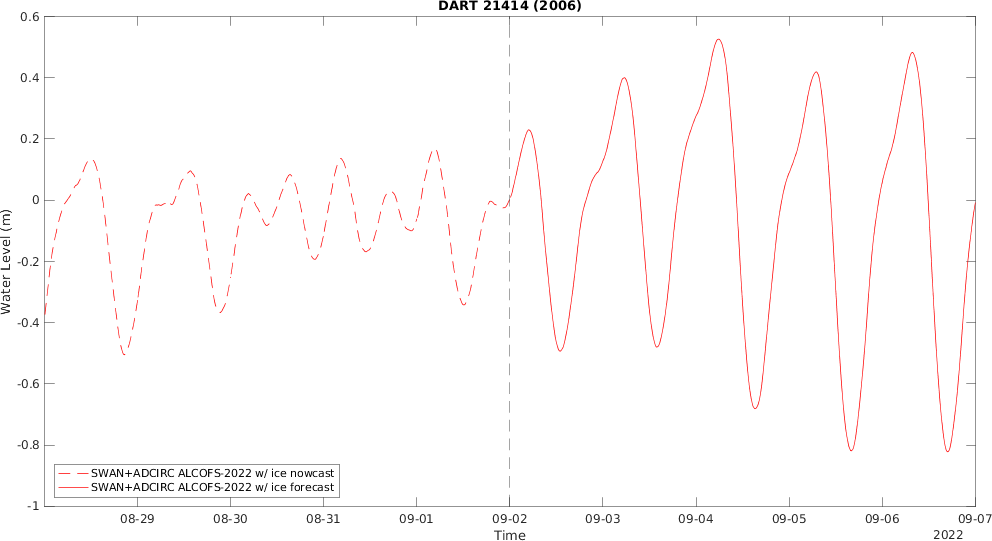 DART 21414 (2006)
0.6
0.4
0.2
0
-0.2
-0.4
-0.6
-0.8
-1
Water Level (m)
SWAN+ADCIRC ALCOFS-2022 w/ ice nowcast
SWAN+ADCIRC ALCOFS-2022 w/ ice forecast
08-29 08-30 08-31 09-01 09-02 09-03 09-04 09-05 09-06 09-07
Time
2022